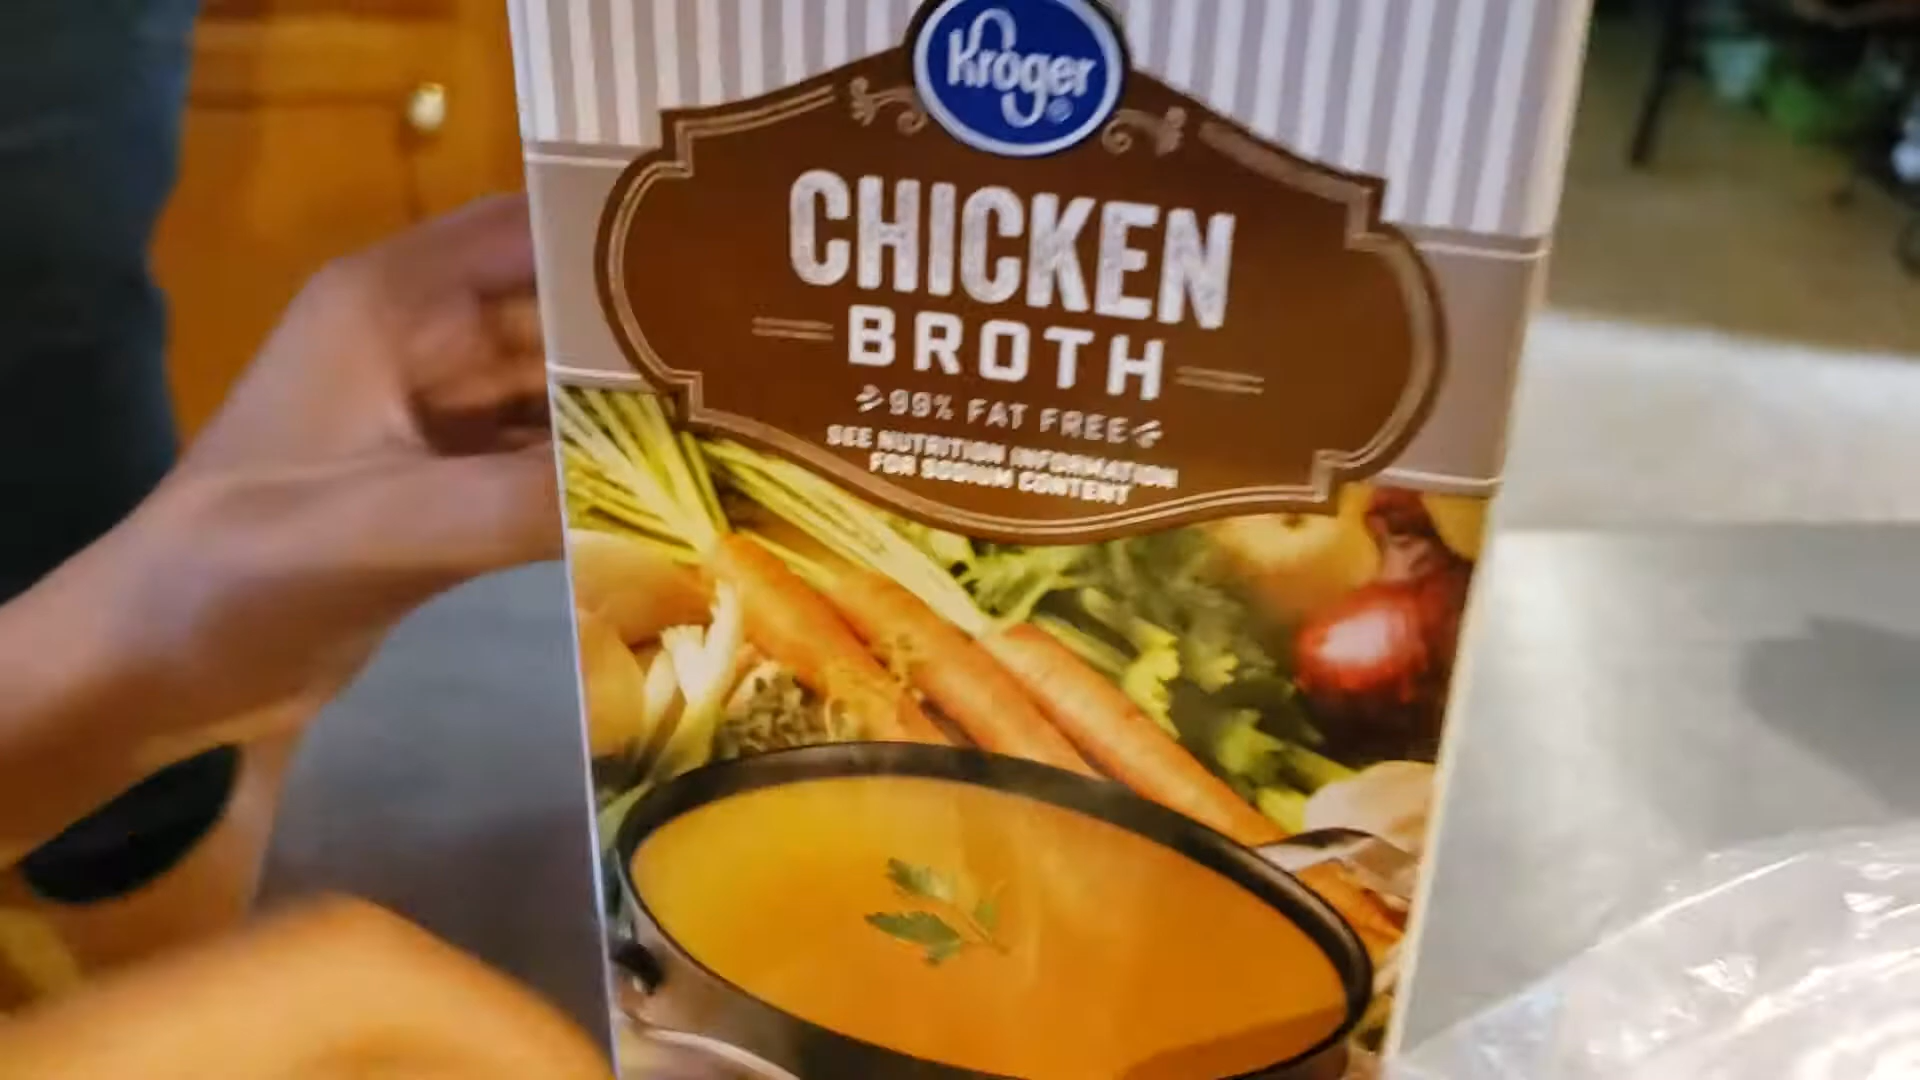 Kroger®
CHICKEN
BROTH
99% FAT FREE
SEE NUTRITION INFORMATION
FOR SODIUM CONTENT